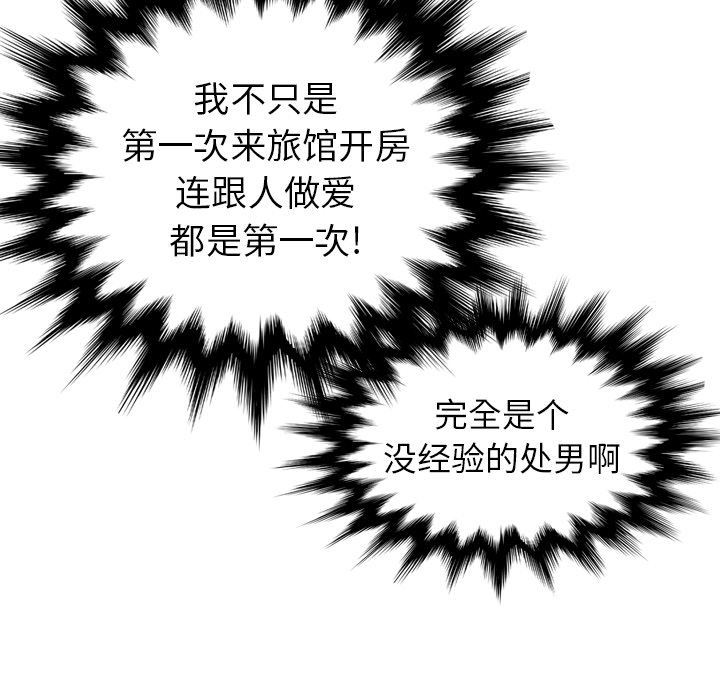 我不只是
第一次来旅馆开房
连跟人做爱
都是第一次!
完全是个
没经验的处男啊